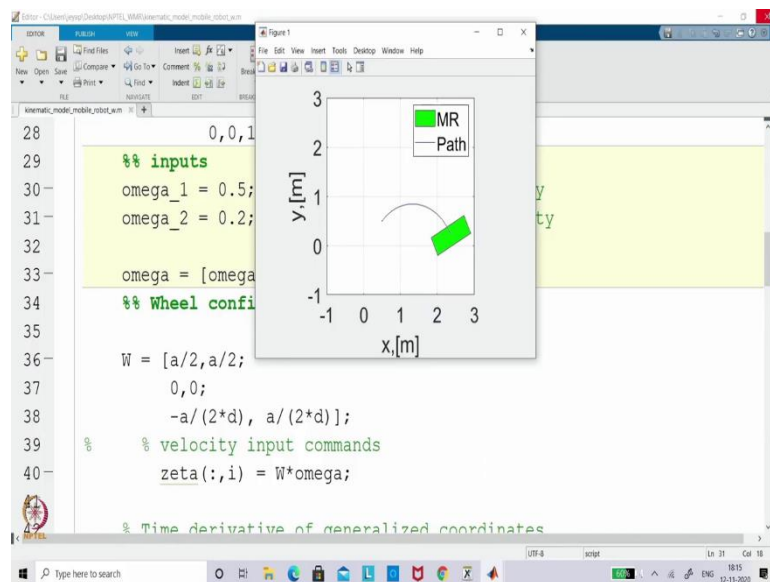 Editor - C:\Users\jeyap\Desktop\NPTEL_WMR\kinematic_model_mobile_robot_w.m
EDITOR PUBLISH VIEW
New Open Save
Find Files
Compare
Print
Go To
Find
Insert fx
Comment %
Indent
FILE NAVIGATE EDIT
kinematic_model_mobile_robot_w.m +
Figure 1
File Edit View Insert Tools Desktop Window Help
MR
Path
3
2
1
0
-1
y,[m]
-1 0 1 2 3
x,[m]
28 0,0,1
29 %% inputs
30 omega_1 = 0.5; y
31 omega_2 = 0.2; ty
32
33 omega = [omega
34 %% Wheel confi
35
36 W = [a/2,a/2;
37 0,0;
38 -a/(2*d), a/(2*d)];
39 % % velocity input commands
40 zeta(:,i) = W*omega;
% Time derivative of generalized coordinates
NPTEL
UTF-8 script Ln 31 Col 18
Type here to search
60% ENG 18:15
12-11-2020